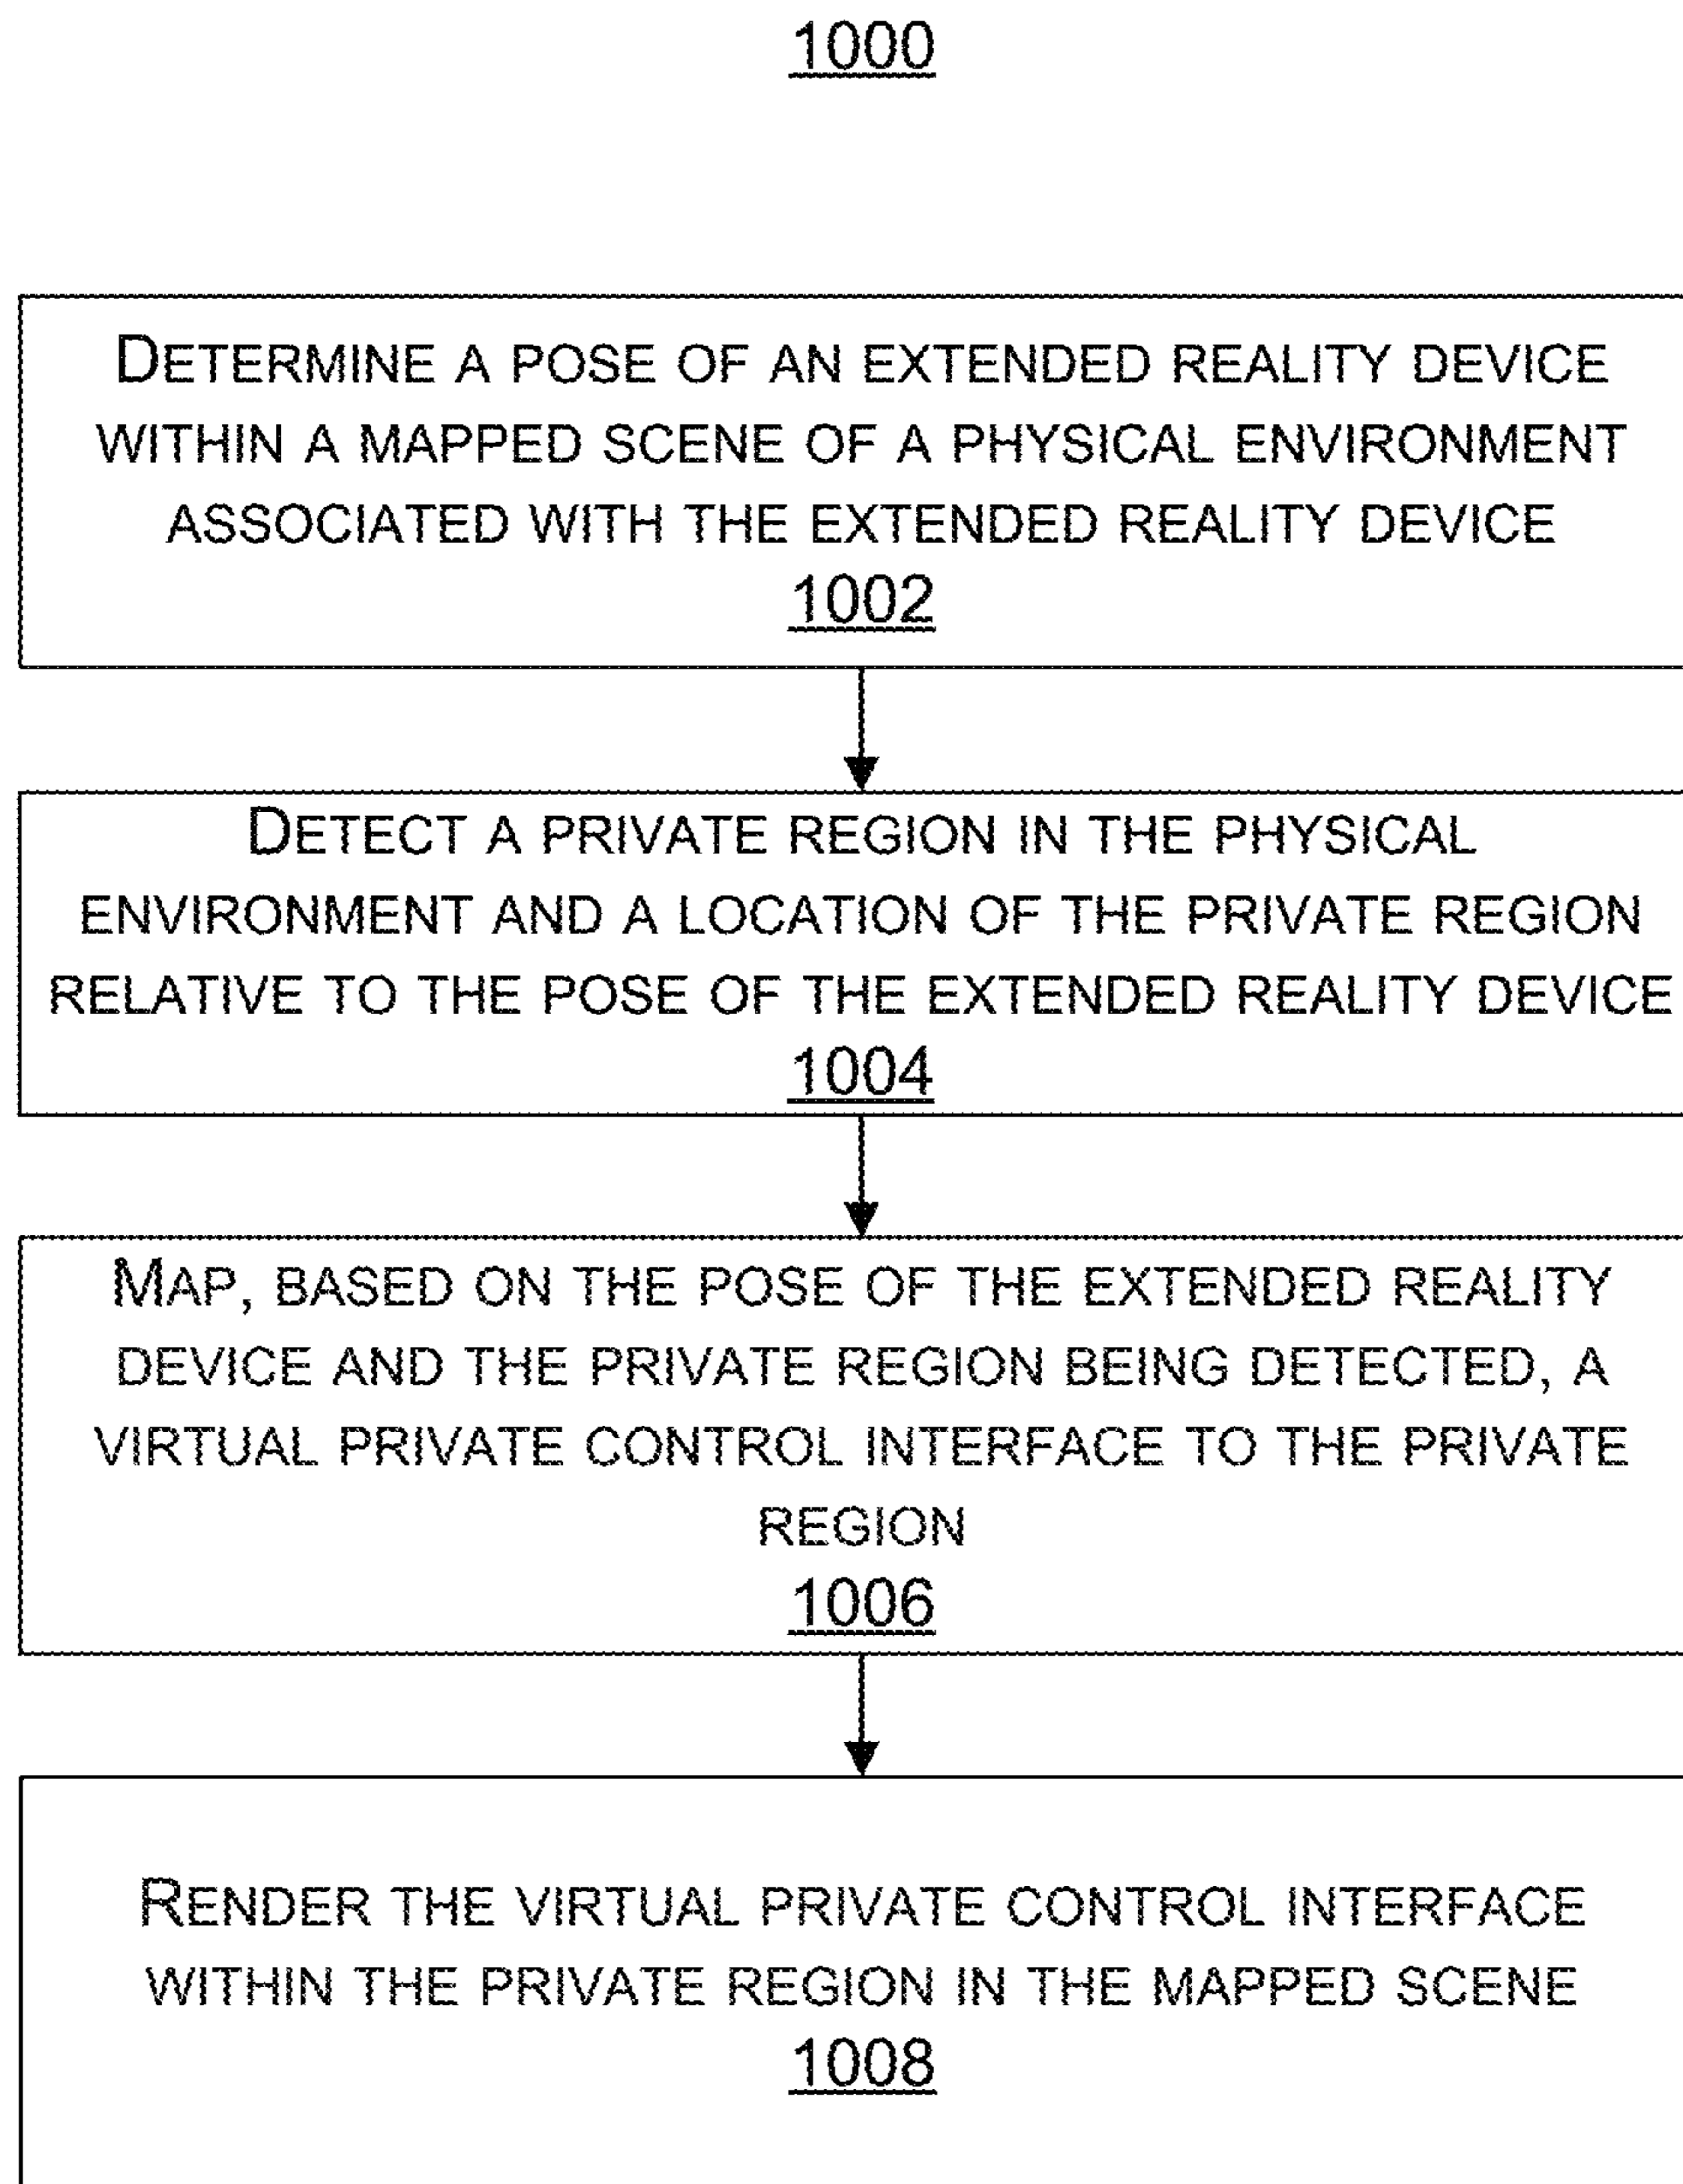 1000
DETERMINE A POSE OF AN EXTENDED REALITY DEVICE
WITHIN A MAPPED SCENE OF A PHYSICAL ENVIRONMENT
ASSOCIATED WITH THE EXTENDED REALITY DEVICE
1002
DETECT A PRIVATE REGION IN THE PHYSICAL
ENVIRONMENT AND A LOCATION OF THE PRIVATE REGION
RELATIVE TO THE POSE OF THE EXTENDED REALITY DEVICE
1004
MAP, BASED ON THE POSE OF THE EXTENDED REALITY
DEVICE AND THE PRIVATE REGION BEING DETECTED, A
VIRTUAL PRIVATE CONTROL INTERFACE TO THE PRIVATE
REGION
1006
RENDER THE VIRTUAL PRIVATE CONTROL INTERFACE
WITHIN THE PRIVATE REGION IN THE MAPPED SCENE
1008